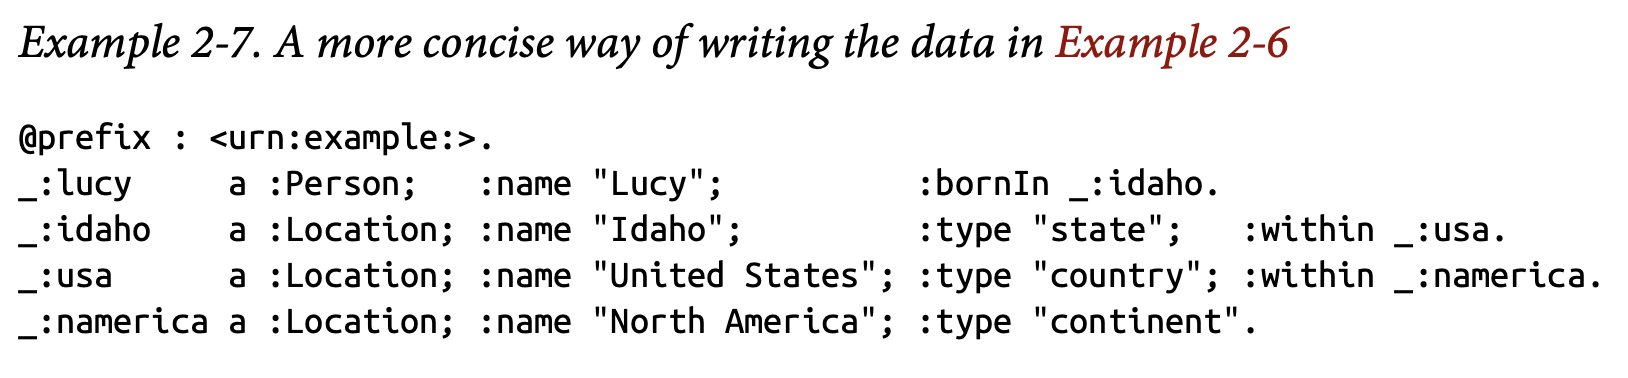 Example 2-7. A more concise way of writing the data in Example 2-6
@prefix : <urn:example:>.
_:lucy     a :Person;   :name "Lucy";          :bornIn _:idaho.
_:idaho    a :Location; :name "Idaho";         :type "state";   :within _:usa.
_:usa      a :Location; :name "United States"; :type "country"; :within _:namerica.
_:namerica a :Location; :name "North America"; :type "continent".